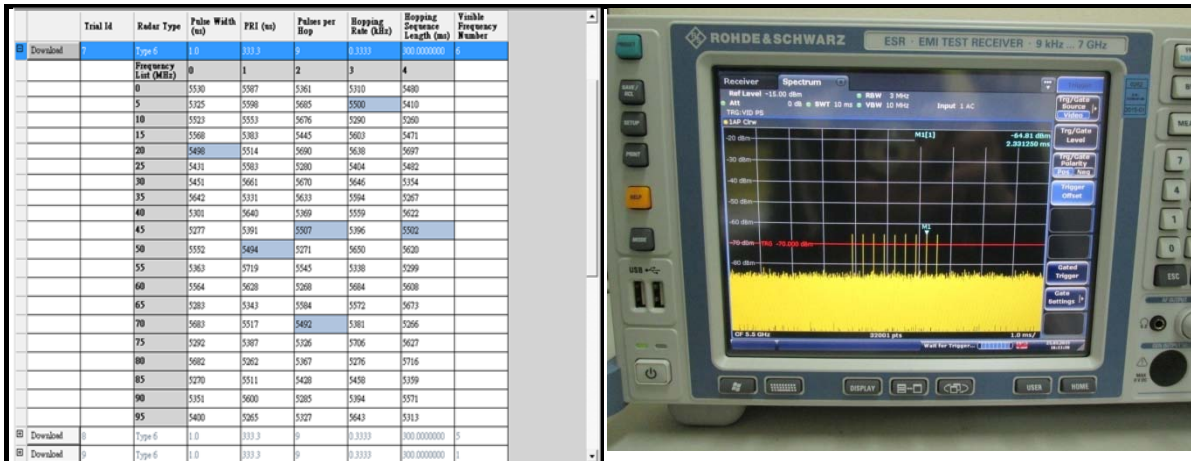 Trial Id Radar Type Pulse Width (us) PRI (us) Pulses per Hop Hopping Rate (kHz) Hopping Sequence Length (ms) Visible Frequency Number
Download 7 Type 6 1.0 333.3 9 0.3333 300.0000000 6
Frequency List (MHz) 0 1 2 3 4
0 5530 5587 5361 5310 5480
5 5325 5598 5685 5500 5410
10 5523 5553 5676 5290 5260
15 5568 5383 5445 5603 5471
20 5498 5514 5690 5638 5697
25 5431 5583 5280 5404 5482
30 5451 5661 5670 5646 5354
35 5642 5331 5633 5594 5267
40 5301 5640 5369 5559 5622
45 5277 5391 5507 5396 5502
50 5552 5494 5271 5650 5620
55 5363 5719 5545 5338 5299
60 5564 5628 5268 5684 5608
65 5283 5343 5584 5572 5673
70 5683 5517 5492 5381 5266
75 5292 5387 5326 5706 5627
80 5682 5262 5367 5276 5716
85 5270 5511 5428 5458 5359
90 5351 5600 5285 5394 5571
95 5400 5265 5327 5643 5313
Download 8 Type 6 1.0 333.3 9 0.3333 300.0000000 5
Download 9 Type 6 1.0 333.3 9 0.3333 300.0000000 1
ROHDE&SCHWARZ ESR · EMI TEST RECEIVER · 9 kHz ... 7 GHz
PRESET
Receiver Spectrum
Ref Level -15.00 dBm RBW 3 MHz
Att 0 dB SWT 10 ms VBW 10 MHz Input 1 AC
TRG:VID PS
1AP Clrw
M1[1] -64.81 dBm
2.331250 ms
-20 dBm
-30 dBm
-40 dBm
-50 dBm
-60 dBm
M1
-70 dBm TRG -70.000 dBm
-80 dBm
CF 5.5 GHz 32001 pts 1.0 ms/
Wait for Trigger...
Trg/Gate Source
Video
Trg/Gate Level
Trg/Gate Polarity
Pos Neg
Trigger Offset
Gated Trigger
Gate Settings
SETUP
PRINT
HELP
MODE
USB
DISPLAY
USER
HOME
7
4
1
0
ESC